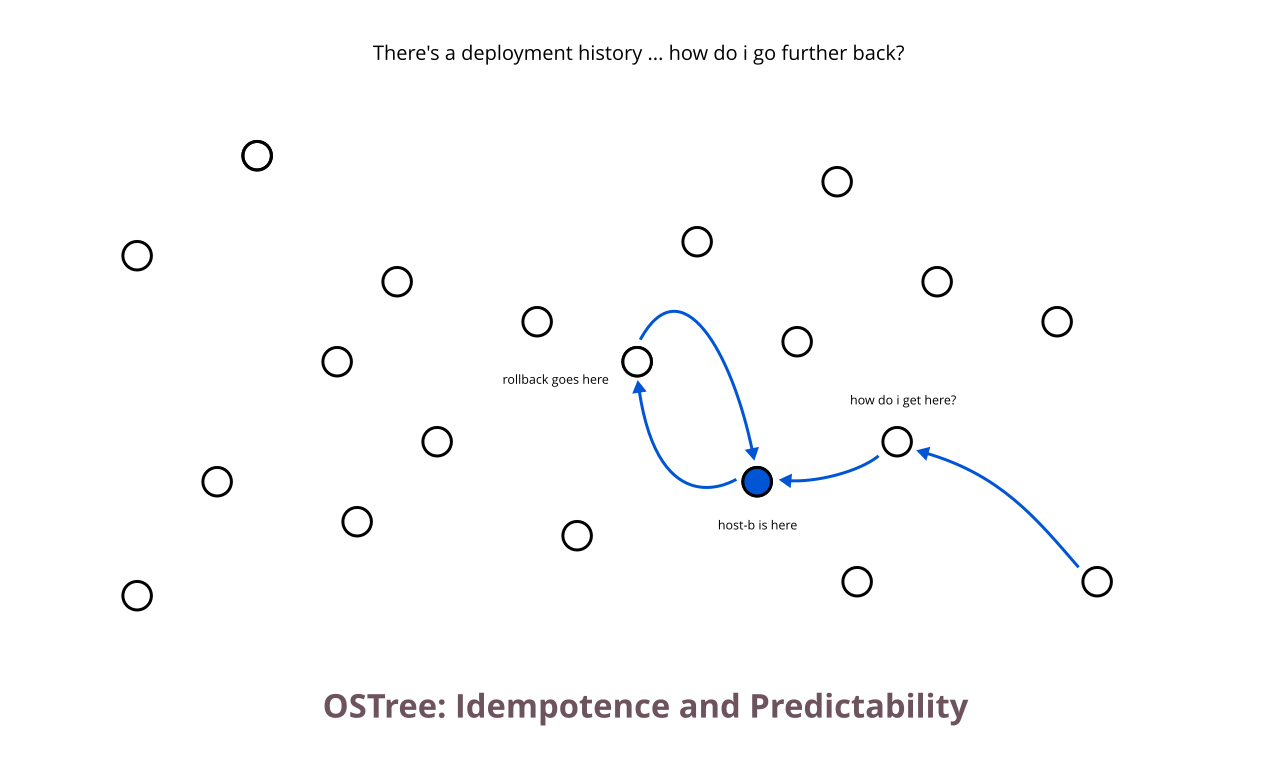 There's a deployment history ... how do i go further back?
rollback goes here
how do i get here?
host-b is here
OSTree: Idempotence and Predictability